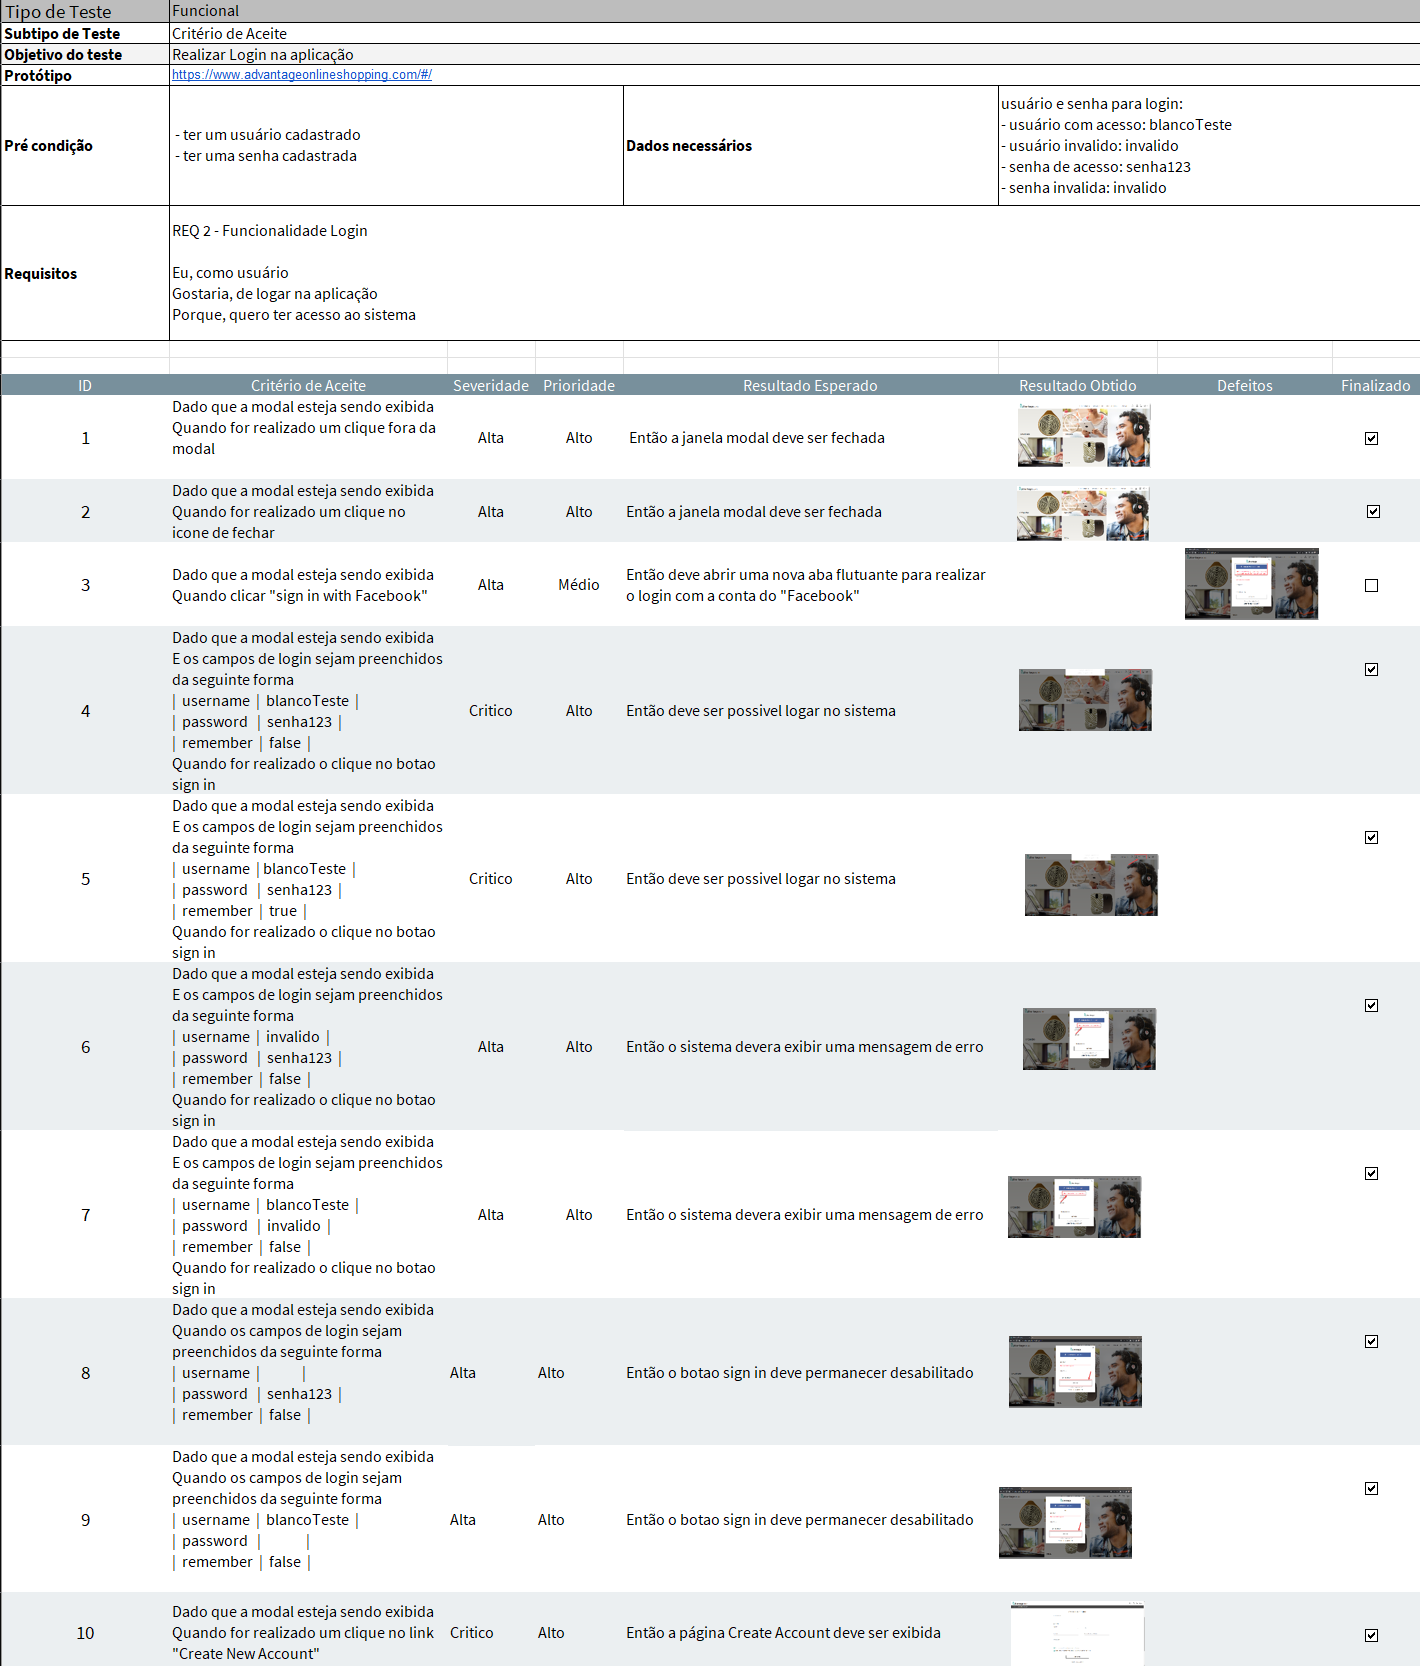 Tipo de Teste Funcional
Subtipo de Teste Critério de Aceite
Objetivo do teste Realizar Login na aplicação
Protótipo https://www.advantageonlineshopping.com/#/
Pré condição
- ter um usuário cadastrado
- ter uma senha cadastrada
Dados necessários
usuário e senha para login:
- usuário com acesso: blancoTeste
- usuário invalido: invalido
- senha de acesso: senha123
- senha invalida: invalido
Requisitos
REQ 2 - Funcionalidade Login
Eu, como usuário
Gostaria, de logar na aplicação
Porque, quero ter acesso ao sistema
ID Critério de Aceite Severidade Prioridade Resultado Esperado Resultado Obtido Defeitos Finalizado
1
Dado que a modal esteja sendo exibida
Quando for realizado um clique fora da
modal
Alta Alto Então a janela modal deve ser fechada
2
Dado que a modal esteja sendo exibida
Quando for realizado um clique no
icone de fechar
Alta Alto Então a janela modal deve ser fechada
3
Dado que a modal esteja sendo exibida
Quando clicar "sign in with Facebook"
Alta Médio
Então deve abrir uma nova aba flutuante para realizar
o login com a conta do "Facebook"
4
Dado que a modal esteja sendo exibida
E os campos de login sejam preenchidos
da seguinte forma
| username | blancoTeste |
| password | senha123 |
| remember | false |
Quando for realizado o clique no botao
sign in
Critico Alto Então deve ser possivel logar no sistema
5
Dado que a modal esteja sendo exibida
E os campos de login sejam preenchidos
da seguinte forma
| username |blancoTeste |
| password | senha123 |
| remember | true |
Quando for realizado o clique no botao
sign in
Critico Alto Então deve ser possivel logar no sistema
6
Dado que a modal esteja sendo exibida
E os campos de login sejam preenchidos
da seguinte forma
| username | invalido |
| password | senha123 |
| remember | false |
Quando for realizado o clique no botao
sign in
Alta Alto Então o sistema devera exibir uma mensagem de erro
7
Dado que a modal esteja sendo exibida
E os campos de login sejam preenchidos
da seguinte forma
| username | blancoTeste |
| password | invalido |
| remember | false |
Quando for realizado o clique no botao
sign in
Alta Alto Então o sistema devera exibir uma mensagem de erro
8
Dado que a modal esteja sendo exibida
Quando os campos de login sejam
preenchidos da seguinte forma
| username | |
| password | senha123 |
| remember | false |
Alta Alto Então o botao sign in deve permanecer desabilitado
9
Dado que a modal esteja sendo exibida
Quando os campos de login sejam
preenchidos da seguinte forma
| username | blancoTeste |
| password | |
| remember | false |
Alta Alto Então o botao sign in deve permanecer desabilitado
10
Dado que a modal esteja sendo exibida
Quando for realizado um clique no link
"Create New Account"
Critico Alto Então a página Create Account deve ser exibida